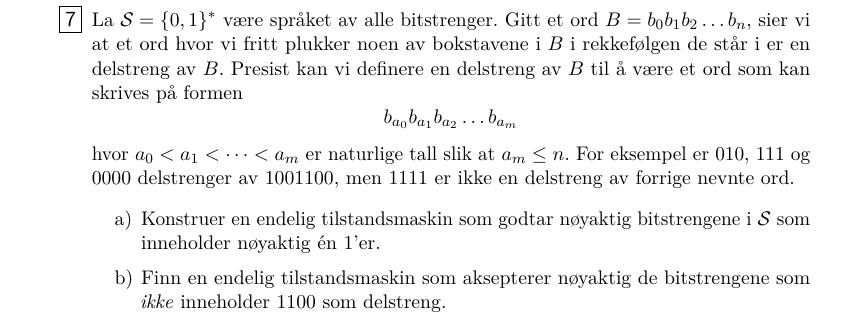 7 La S = {0, 1}* være språket av alle bitstrenger. Gitt et ord B = b₀b₁b₂ … bₙ, sier vi
at et ord hvor vi fritt plukker noen av bokstavene i B i rekkefølgen de står i er en
delstreng av B. Presist kan vi definere en delstreng av B til å være et ord som kan
skrives på formen
b_{a₀}b_{a₁}b_{a₂} … b_{aₘ}
hvor a₀ < a₁ < ⋯ < aₘ er naturlige tall slik at aₘ ≤ n. For eksempel er 010, 111 og
0000 delstrenger av 1001100, men 1111 er ikke en delstreng av forrige nevnte ord.
a) Konstruer en endelig tilstandsmaskin som godtar nøyaktig bitstrengene i S som
inneholder nøyaktig én 1'er.
b) Finn en endelig tilstandsmaskin som aksepterer nøyaktig de bitstrengene som
ikke inneholder 1100 som delstreng.